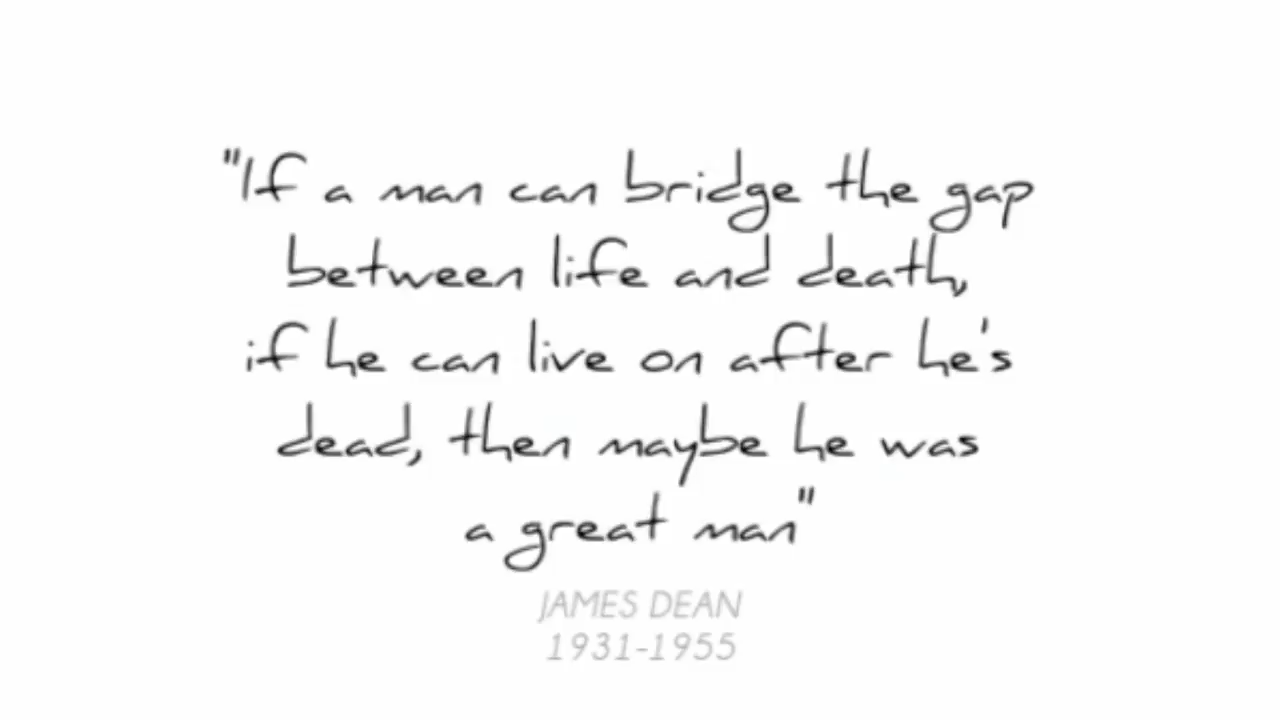 "If a man can bridge the gap
between life and death,
if he can live on after he's
dead, then maybe he was
a great man"
JAMES DEAN
1931-1955